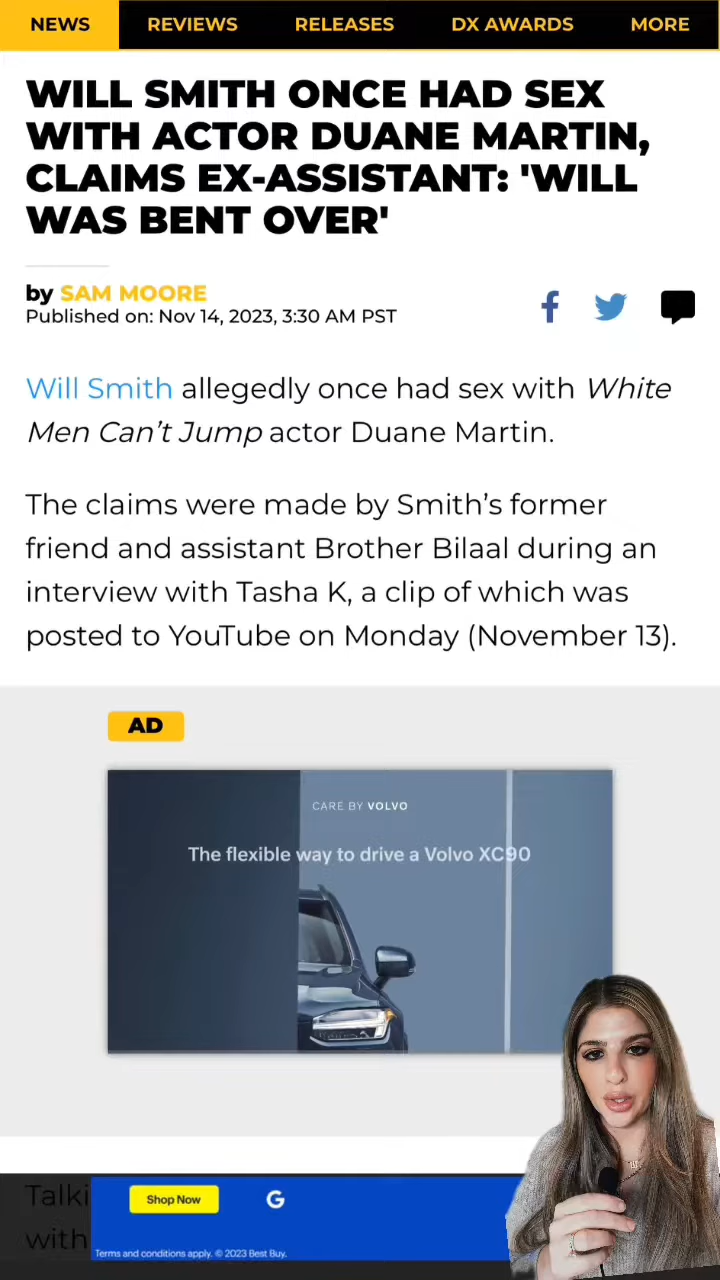 NEWS REVIEWS RELEASES DX AWARDS MORE
WILL SMITH ONCE HAD SEX
WITH ACTOR DUANE MARTIN,
CLAIMS EX-ASSISTANT: 'WILL
WAS BENT OVER'
by SAM MOORE
Published on: Nov 14, 2023, 3:30 AM PST
Will Smith allegedly once had sex with White
Men Can’t Jump actor Duane Martin.
The claims were made by Smith’s former
friend and assistant Brother Bilaal during an
interview with Tasha K, a clip of which was
posted to YouTube on Monday (November 13).
AD
CARE BY VOLVO
The flexible way to drive a Volvo XC90
Talki
with
Shop Now
G
Terms and conditions apply. © 2023 Best Buy.